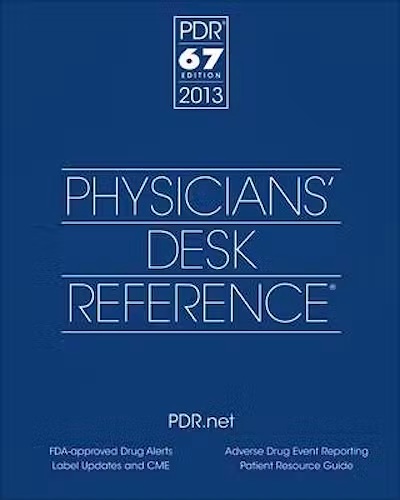 PDR®
67
EDITION
2013
PHYSICIANS’
DESK
REFERENCE®
PDR.net
FDA-approved Drug Alerts
Label Updates and CME
Adverse Drug Event Reporting
Patient Resource Guide